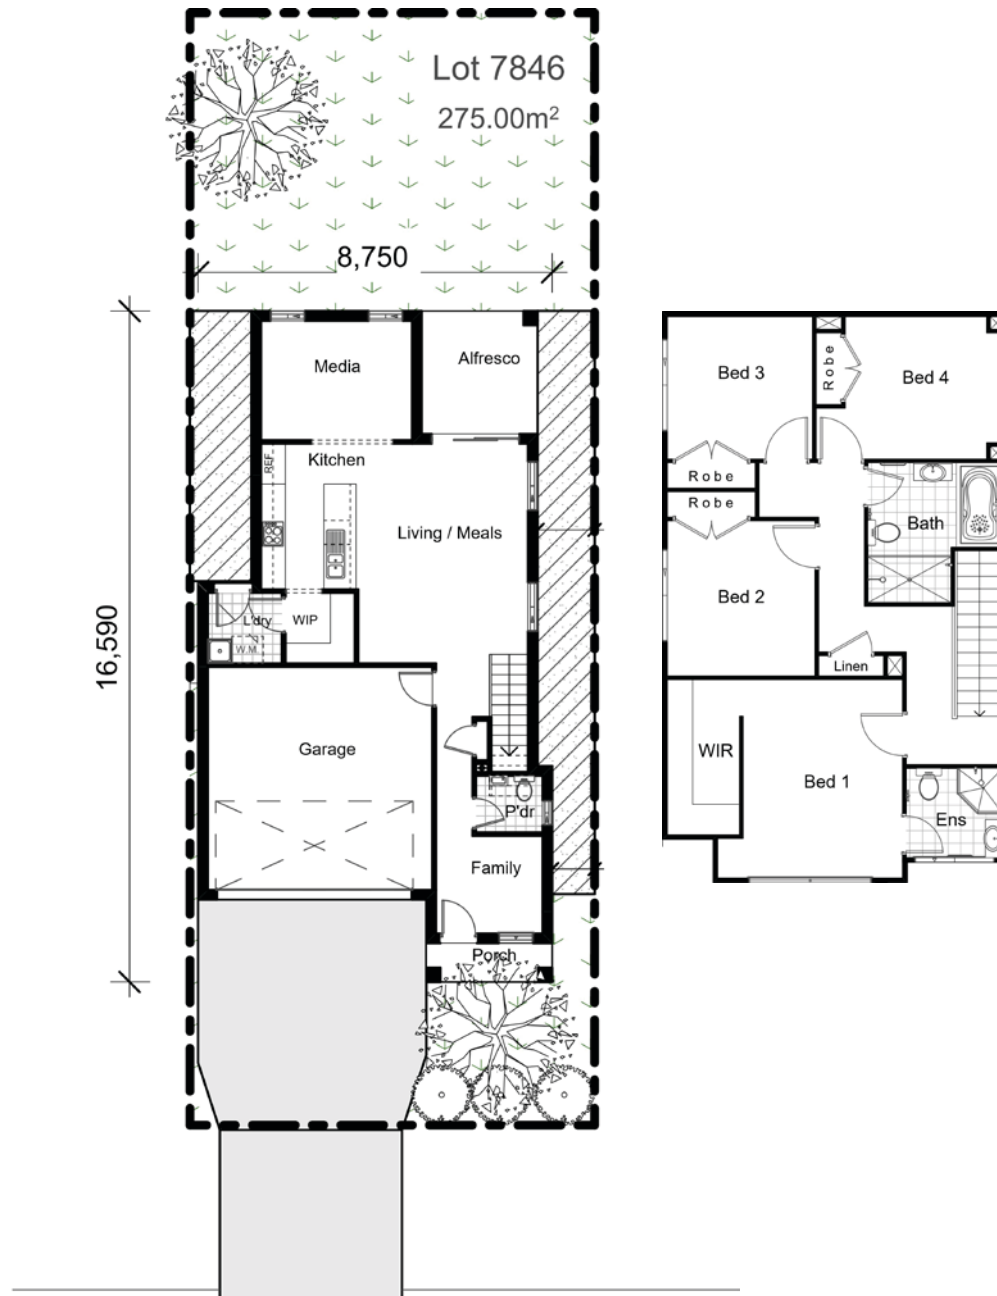 Lot 7846
275.00m²
8,750
16,590
Media
Alfresco
REF
Kitchen
Living / Meals
L'dry
WIP
W.M.
Garage
P'dr
Family
Porch
Bed 3
Robe
Bed 4
Robe
Robe
Bath
Bed 2
Linen
WIR
Bed 1
Ens